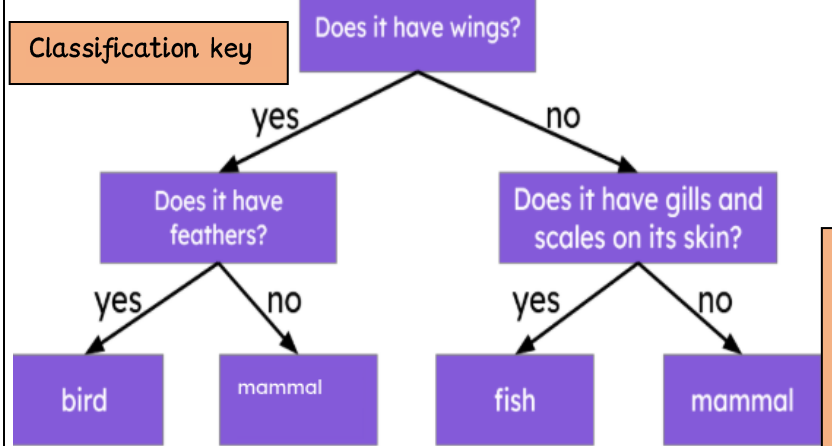 Does it have wings?
Classification key
yes
no
Does it have
feathers?
Does it have gills and
scales on its skin?
yes
no
yes
no
bird
mammal
fish
mammal